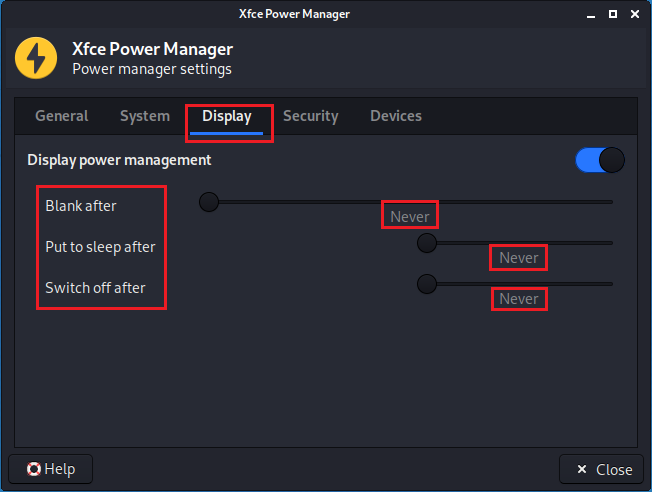 Xfce Power Manager
Xfce Power Manager
Power manager settings
General System Display Security Devices
Display power management
Blank after
Never
Put to sleep after
Never
Switch off after
Never
Help Close